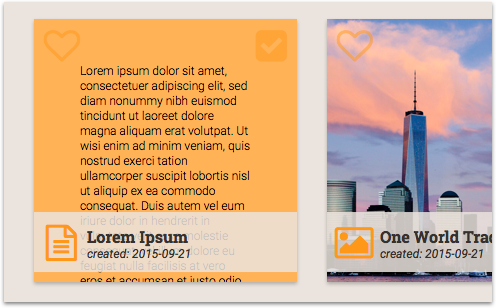 Lorem ipsum dolor sit amet,
consectetuer adipiscing elit, sed
diam nonummy nibh euismod
tincidunt ut laoreet dolore
magna aliquam erat volutpat. Ut
wisi enim ad minim veniam, quis
nostrud exerci tation
ullamcorper suscipit lobortis nisl
ut aliquip ex ea commodo
consequat. Duis autem vel eum
iriure dolor in hendrerit in
molestie
dolore eu
feugiat nulla facilisis at vero
eros et accumsan et iusto odio
Lorem Ipsum
created: 2015-09-21
One World Trad
created: 2015-09-21